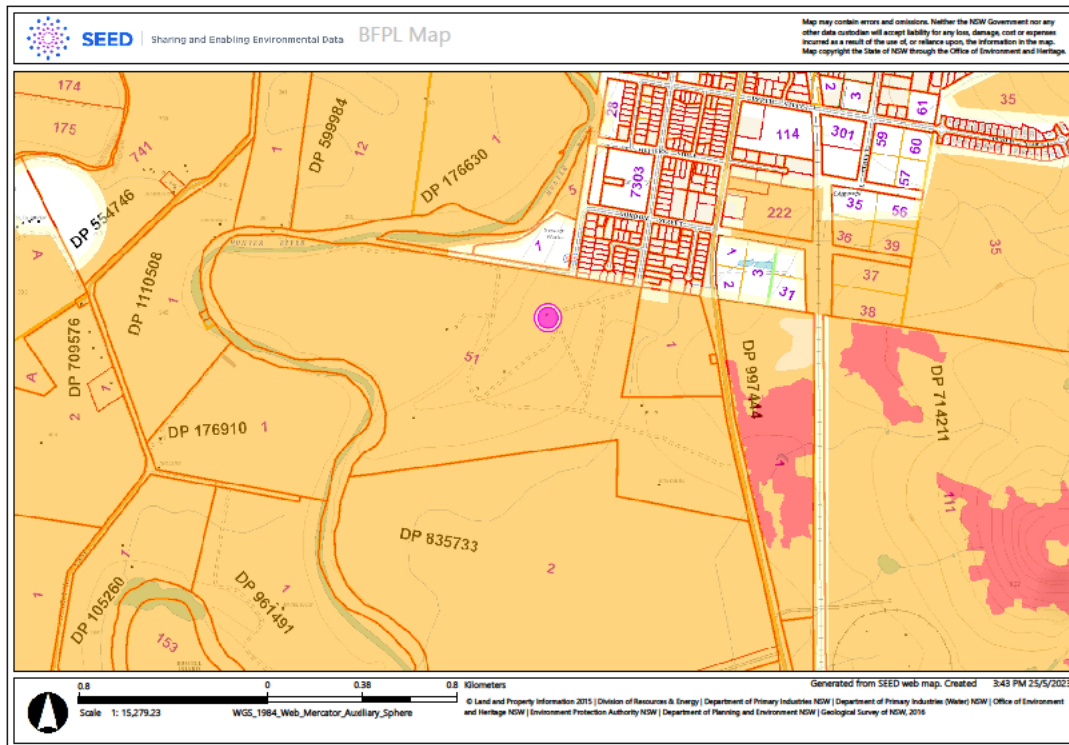 SEED
Sharing and Enabling Environmental Data
BFPL Map
Map may contain errors and omissions. Neither the NSW Government nor any
other data custodian will accept liability for any loss, damage, cost or expenses
incurred as a result of the use of, or reliance upon, the information in the map.
Map copyright the State of NSW through the Office of Environment and Heritage.
174
175
741
1
DP 599984
12
1
DP 176630
5
28
7303
114
2
3
61
301
59
60
57
35
35
56
222
36
39
35
37
38
DP 554746
A
HUNTER RIVER
1
1
2
3
31
DP 1110508
1
DP 709576
A
1
2
51
1
DP 997444
DP 714211
DP 176910
1
1
111
DP 835733
2
1
DP 105260
1
DP 961491
1
153
0.8
0
0.38
0.8
Kilometers
Scale 1: 15,279.23
WGS_1984_Web_Mercator_Auxiliary_Sphere
Generated from SEED web map. Created 3:43 PM 25/5/2023
© Land and Property Information 2015 | Division of Resources & Energy | Department of Primary Industries NSW | Department of Primary Industries (Water) NSW | Office of Environment
and Heritage NSW | Environment Protection Authority NSW | Department of Planning and Environment NSW | Geological Survey of NSW, 2016